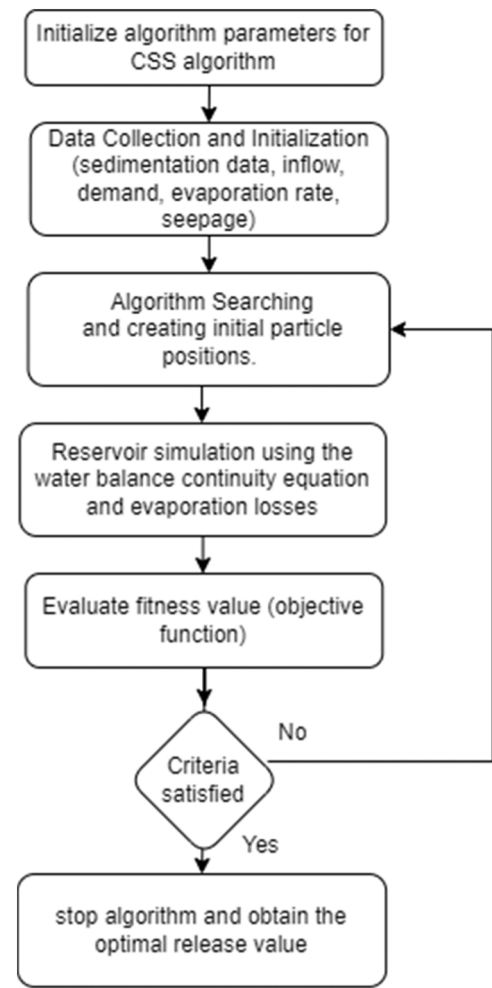 Initialize algorithm parameters for
CSS algorithm
Data Collection and Initialization
(sedimentation data, inflow,
demand, evaporation rate,
seepage)
Algorithm Searching
and creating initial particle
positions.
Reservoir simulation using the
water balance continuity equation
and evaporation losses
Evaluate fitness value (objective
function)
No
Criteria
satisfied
Yes
stop algorithm and obtain the
optimal release value